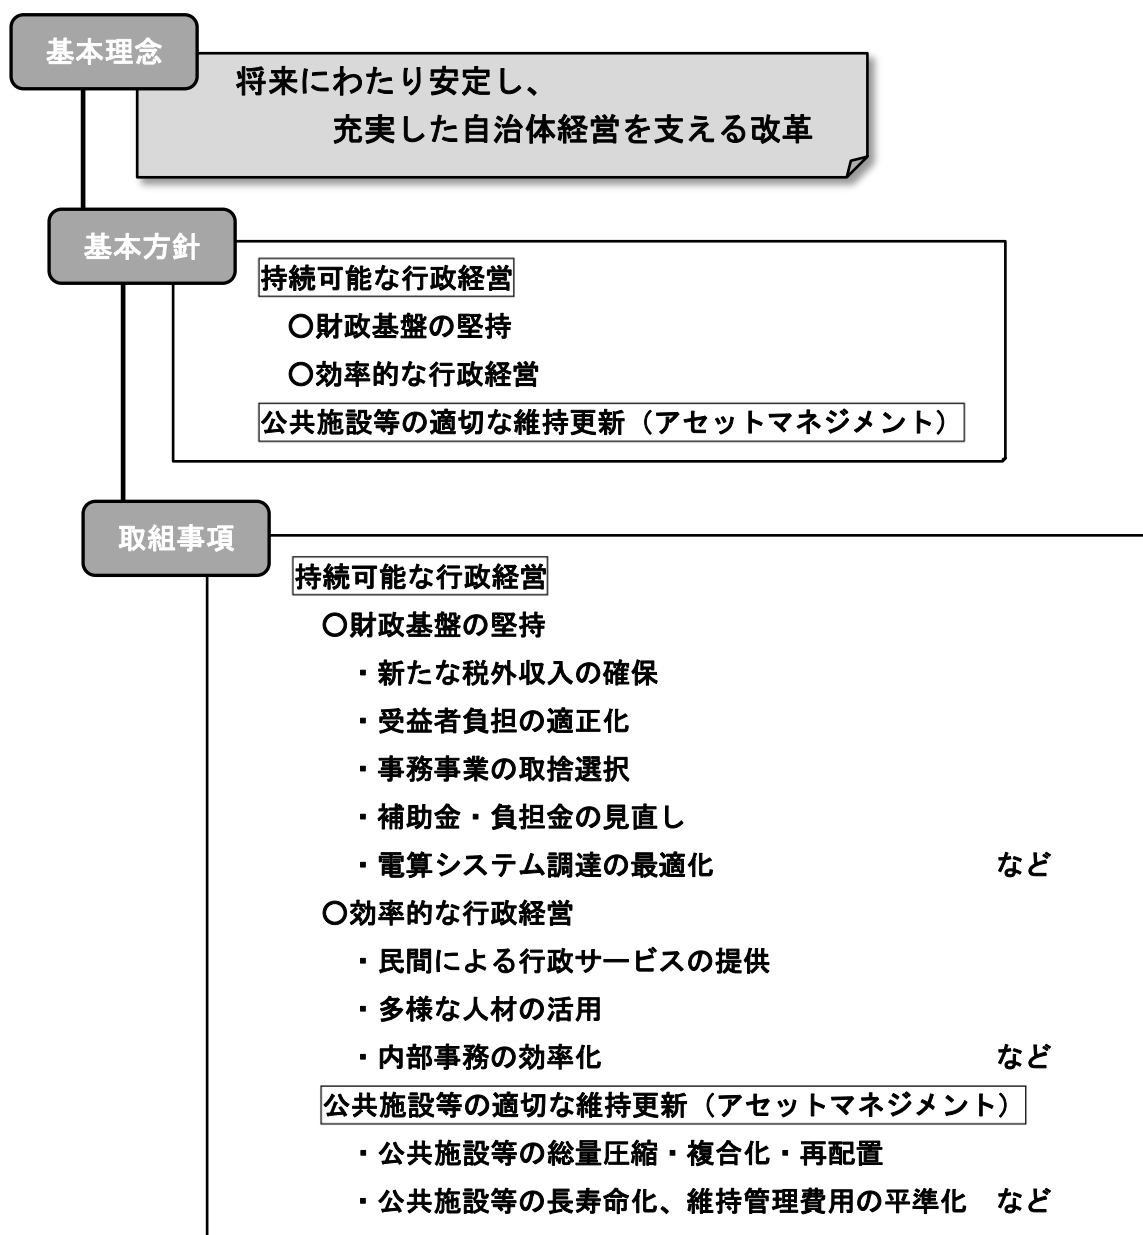 基本理念
将来にわたり安定し、
充実した自治体経営を支える改革
基本方針
持続可能な行政経営
〇財政基盤の堅持
〇効率的な行政経営
公共施設等の適切な維持更新（アセットマネジメント）
取組事項
持続可能な行政経営
〇財政基盤の堅持
・新たな税外収入の確保
・受益者負担の適正化
・事務事業の取捨選択
・補助金・負担金の見直し
・電算システム調達の最適化　など
〇効率的な行政経営
・民間による行政サービスの提供
・多様な人材の活用
・内部事務の効率化　など
公共施設等の適切な維持更新（アセットマネジメント）
・公共施設等の総量圧縮・複合化・再配置
・公共施設等の長寿命化、維持管理費用の平準化　など